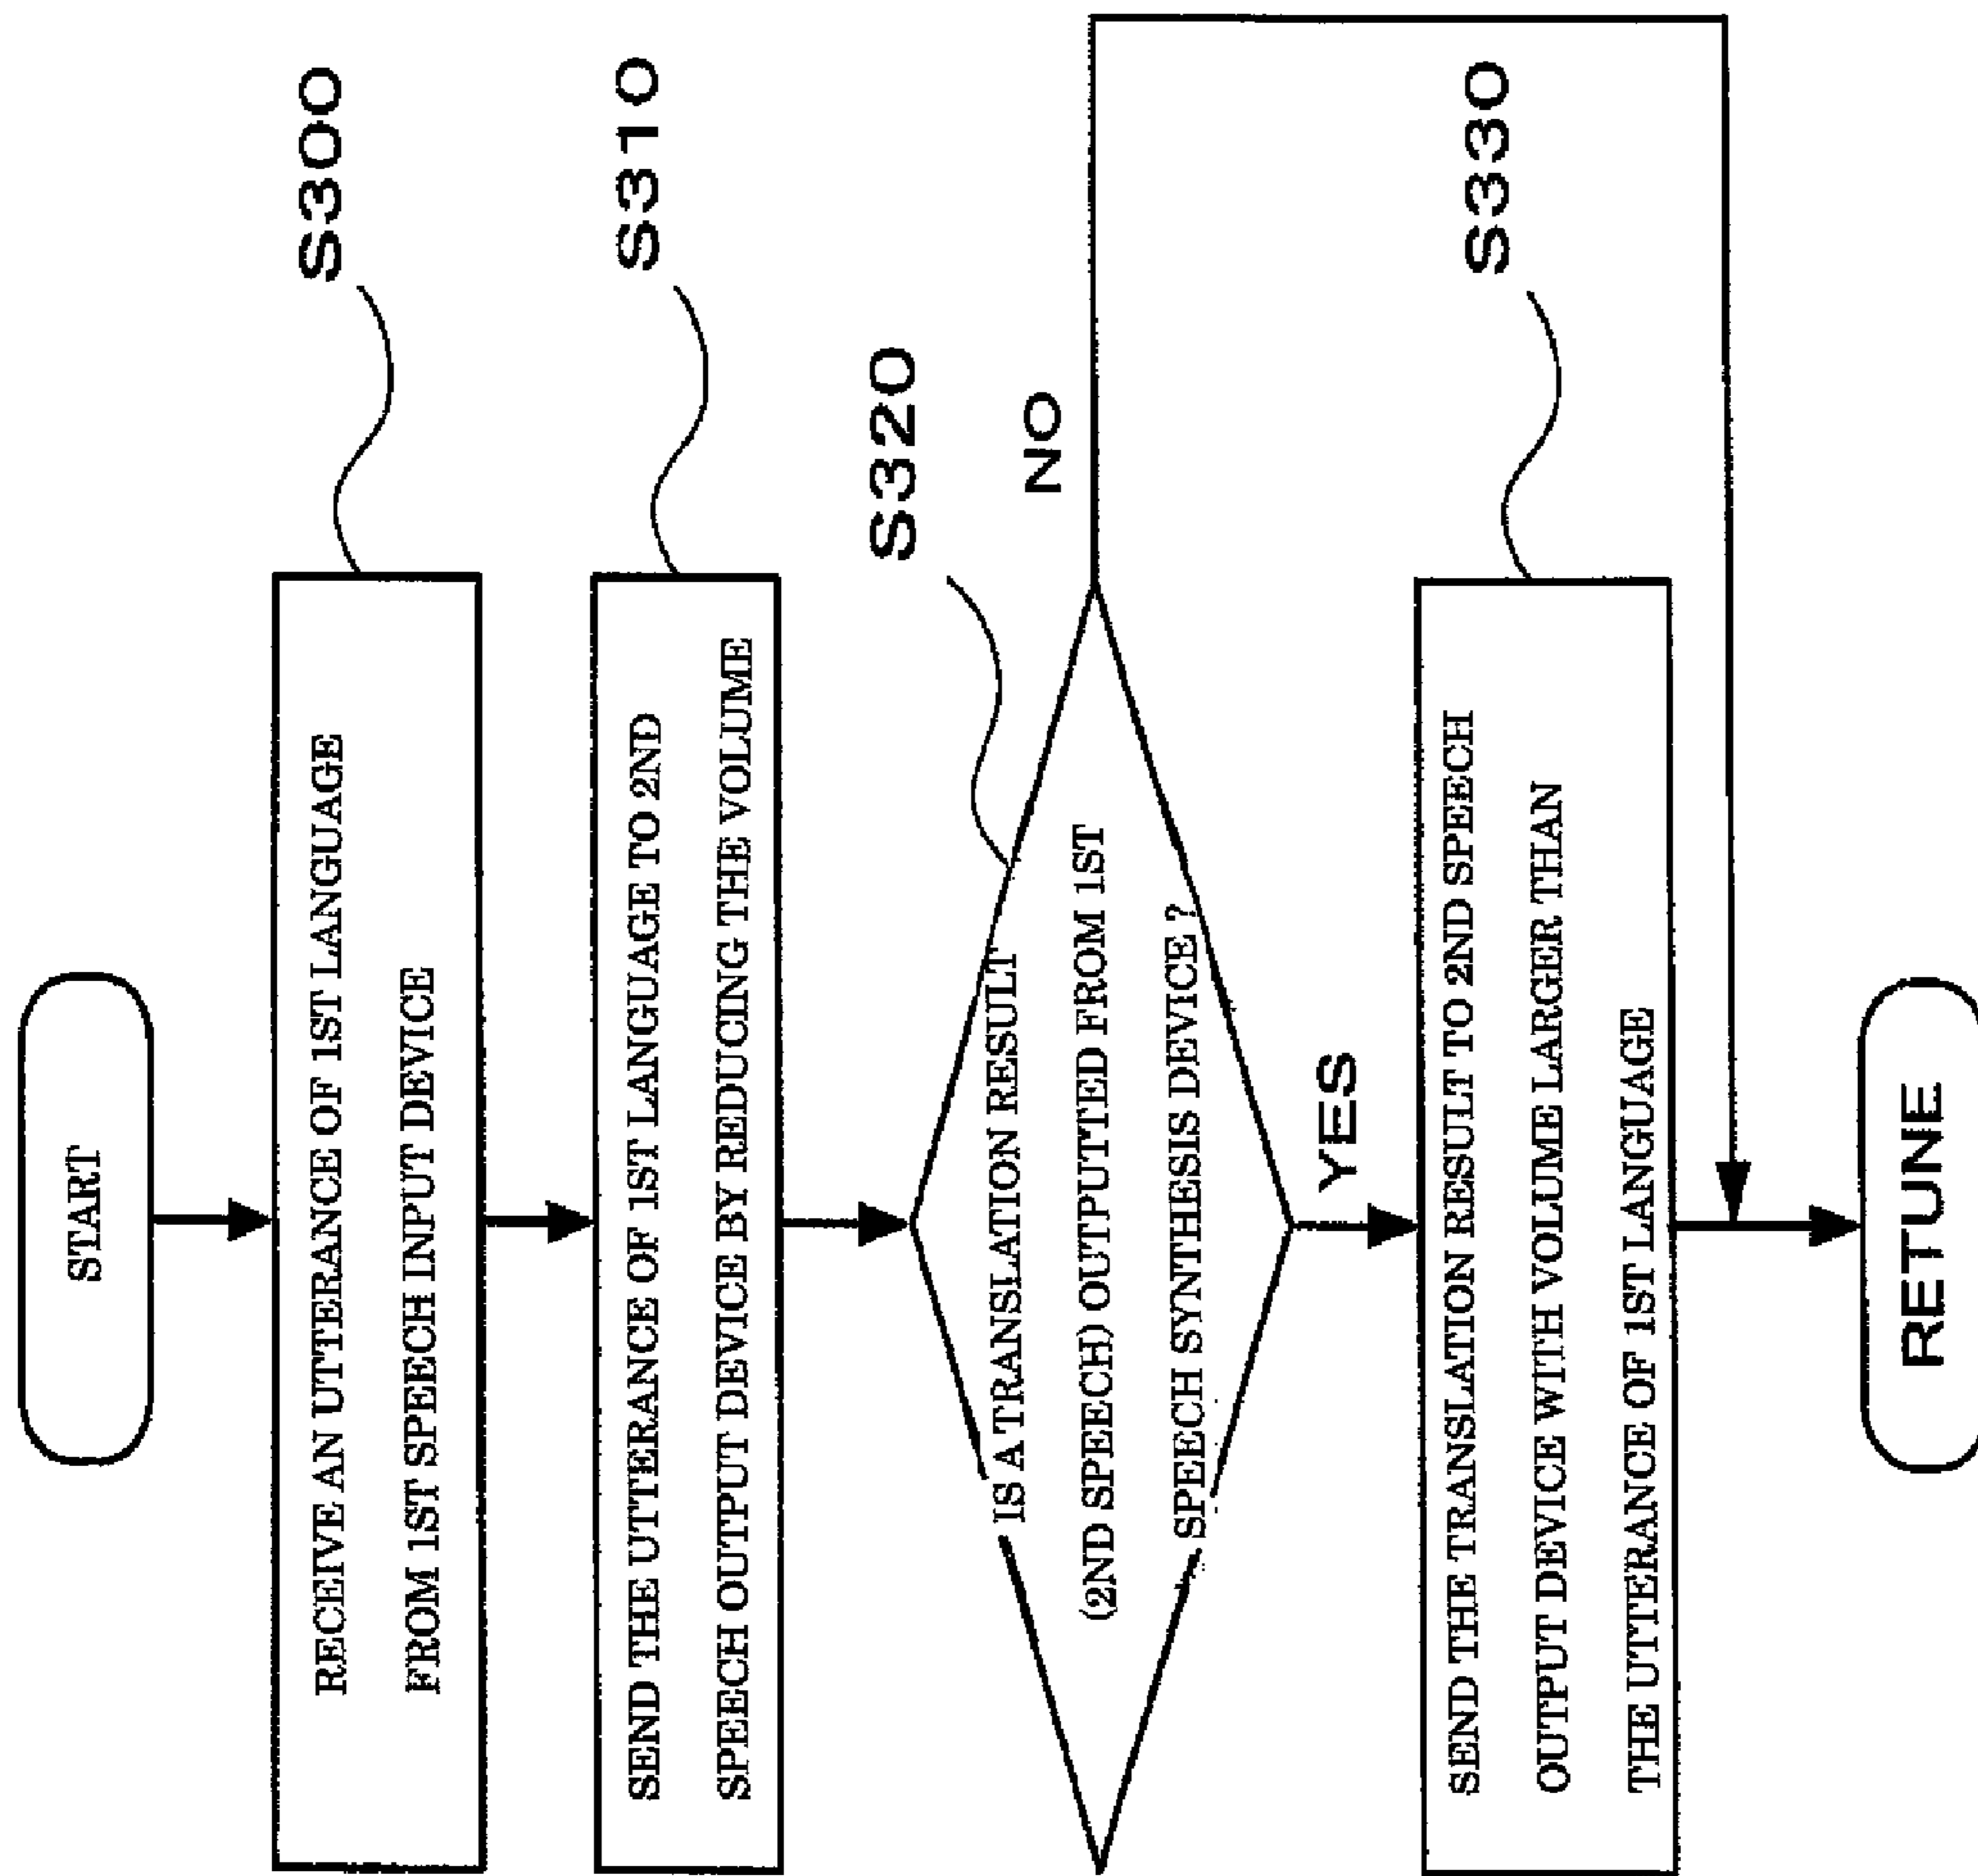 START
RECEIVE AN UTTERANCE OF 1ST LANGUAGE
FROM 1ST SPEECH INPUT DEVICE
S300
SEND THE UTTERANCE OF 1ST LANGUAGE TO 2ND
SPEECH OUTPUT DEVICE BY REDUCING THE VOLUME
S310
IS A TRANSLATION RESULT
(2ND SPEECH) OUTPUTTED FROM 1ST
SPEECH SYNTHESIS DEVICE ?
S320
NO
YES
SEND THE TRANSLATION RESULT TO 2ND SPEECH
OUTPUT DEVICE WITH VOLUME LARGER THAN
THE UTTERANCE OF 1ST LANGUAGE
S330
RETUNE